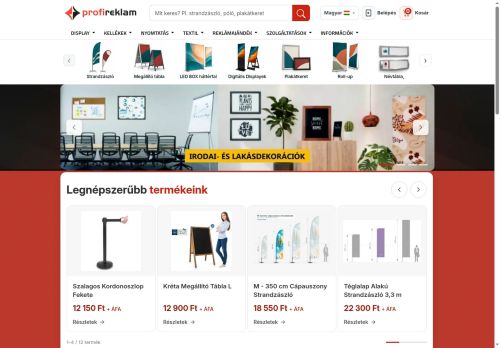 profireklam
Mit keres? Pl. strandzászló, póló, plakátkeret
Magyar
Belépés
0
Kosár
DISPLAY
KELLÉKEK
NYOMTATÁS
TEXTIL
REKLÁMAJÁNDÉK
SZOLGÁLTATÁSOK
INFORMÁCIÓK
Strandzászló
Megállító tábla
LED BOX háttérfal
Digitális Displayek
Plakátkeret
Roll-up
Névtábla,
IRODAI- ÉS LAKÁSDEKORÁCIÓK
Legnépszerűbb termékeink
Szalagos Kordonoszlop
Fekete
12 150 Ft + ÁFA
Részletek →
Kréta Megállító Tábla L
12 900 Ft + ÁFA
Részletek →
M - 350 cm Cápauszony
Strandzászló
18 550 Ft + ÁFA
Részletek →
Téglalap Alakú
Strandzászló 3,3 m
22 300 Ft + ÁFA
Részletek →
1–4 / 12 termék